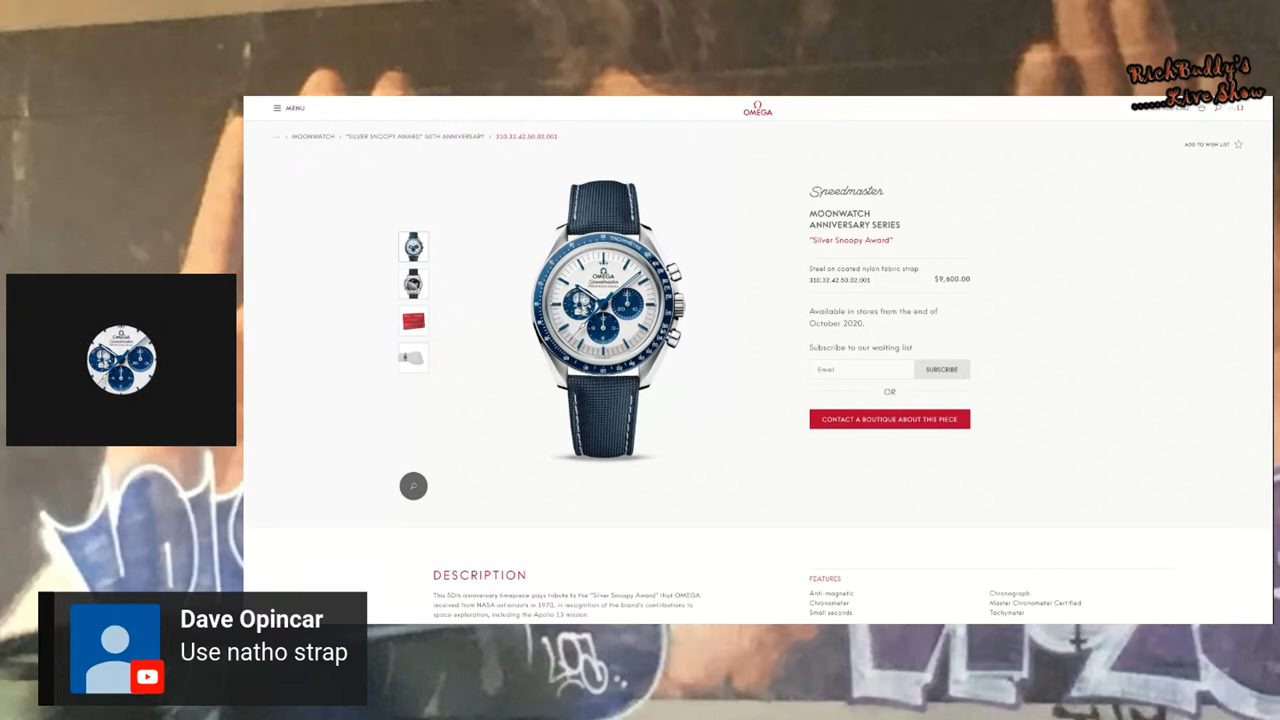 RichBuddy's
......Live Show
MENU
Ω
OMEGA
... › MOONWATCH › "SILVER SNOOPY AWARD" 50TH ANNIVERSARY › 310.32.42.50.02.001
ADD TO WISH LIST
Speedmaster
MOONWATCH
ANNIVERSARY SERIES
"Silver Snoopy Award"
Steel on coated nylon fabric strap
310.32.42.50.02.001
$9,600.00
Available in stores from the end of
October 2020.
Subscribe to our waiting list
Email
SUBSCRIBE
OR
CONTACT A BOUTIQUE ABOUT THIS PIECE
TACHYMETRE
OMEGA
Speedmaster
OMEGA
Speedmaster
DESCRIPTION
This 50th anniversary timepiece pays tribute to the "Silver Snoopy Award" that OMEGA
received from NASA astronauts in 1970, in recognition of the brand's contributions to
space exploration, including the Apollo 13 mission.
FEATURES
Anti-magnetic
Chronometer
Small seconds
Chronograph
Master Chronometer Certified
Tachymeter
Dave Opincar
Use natho strap